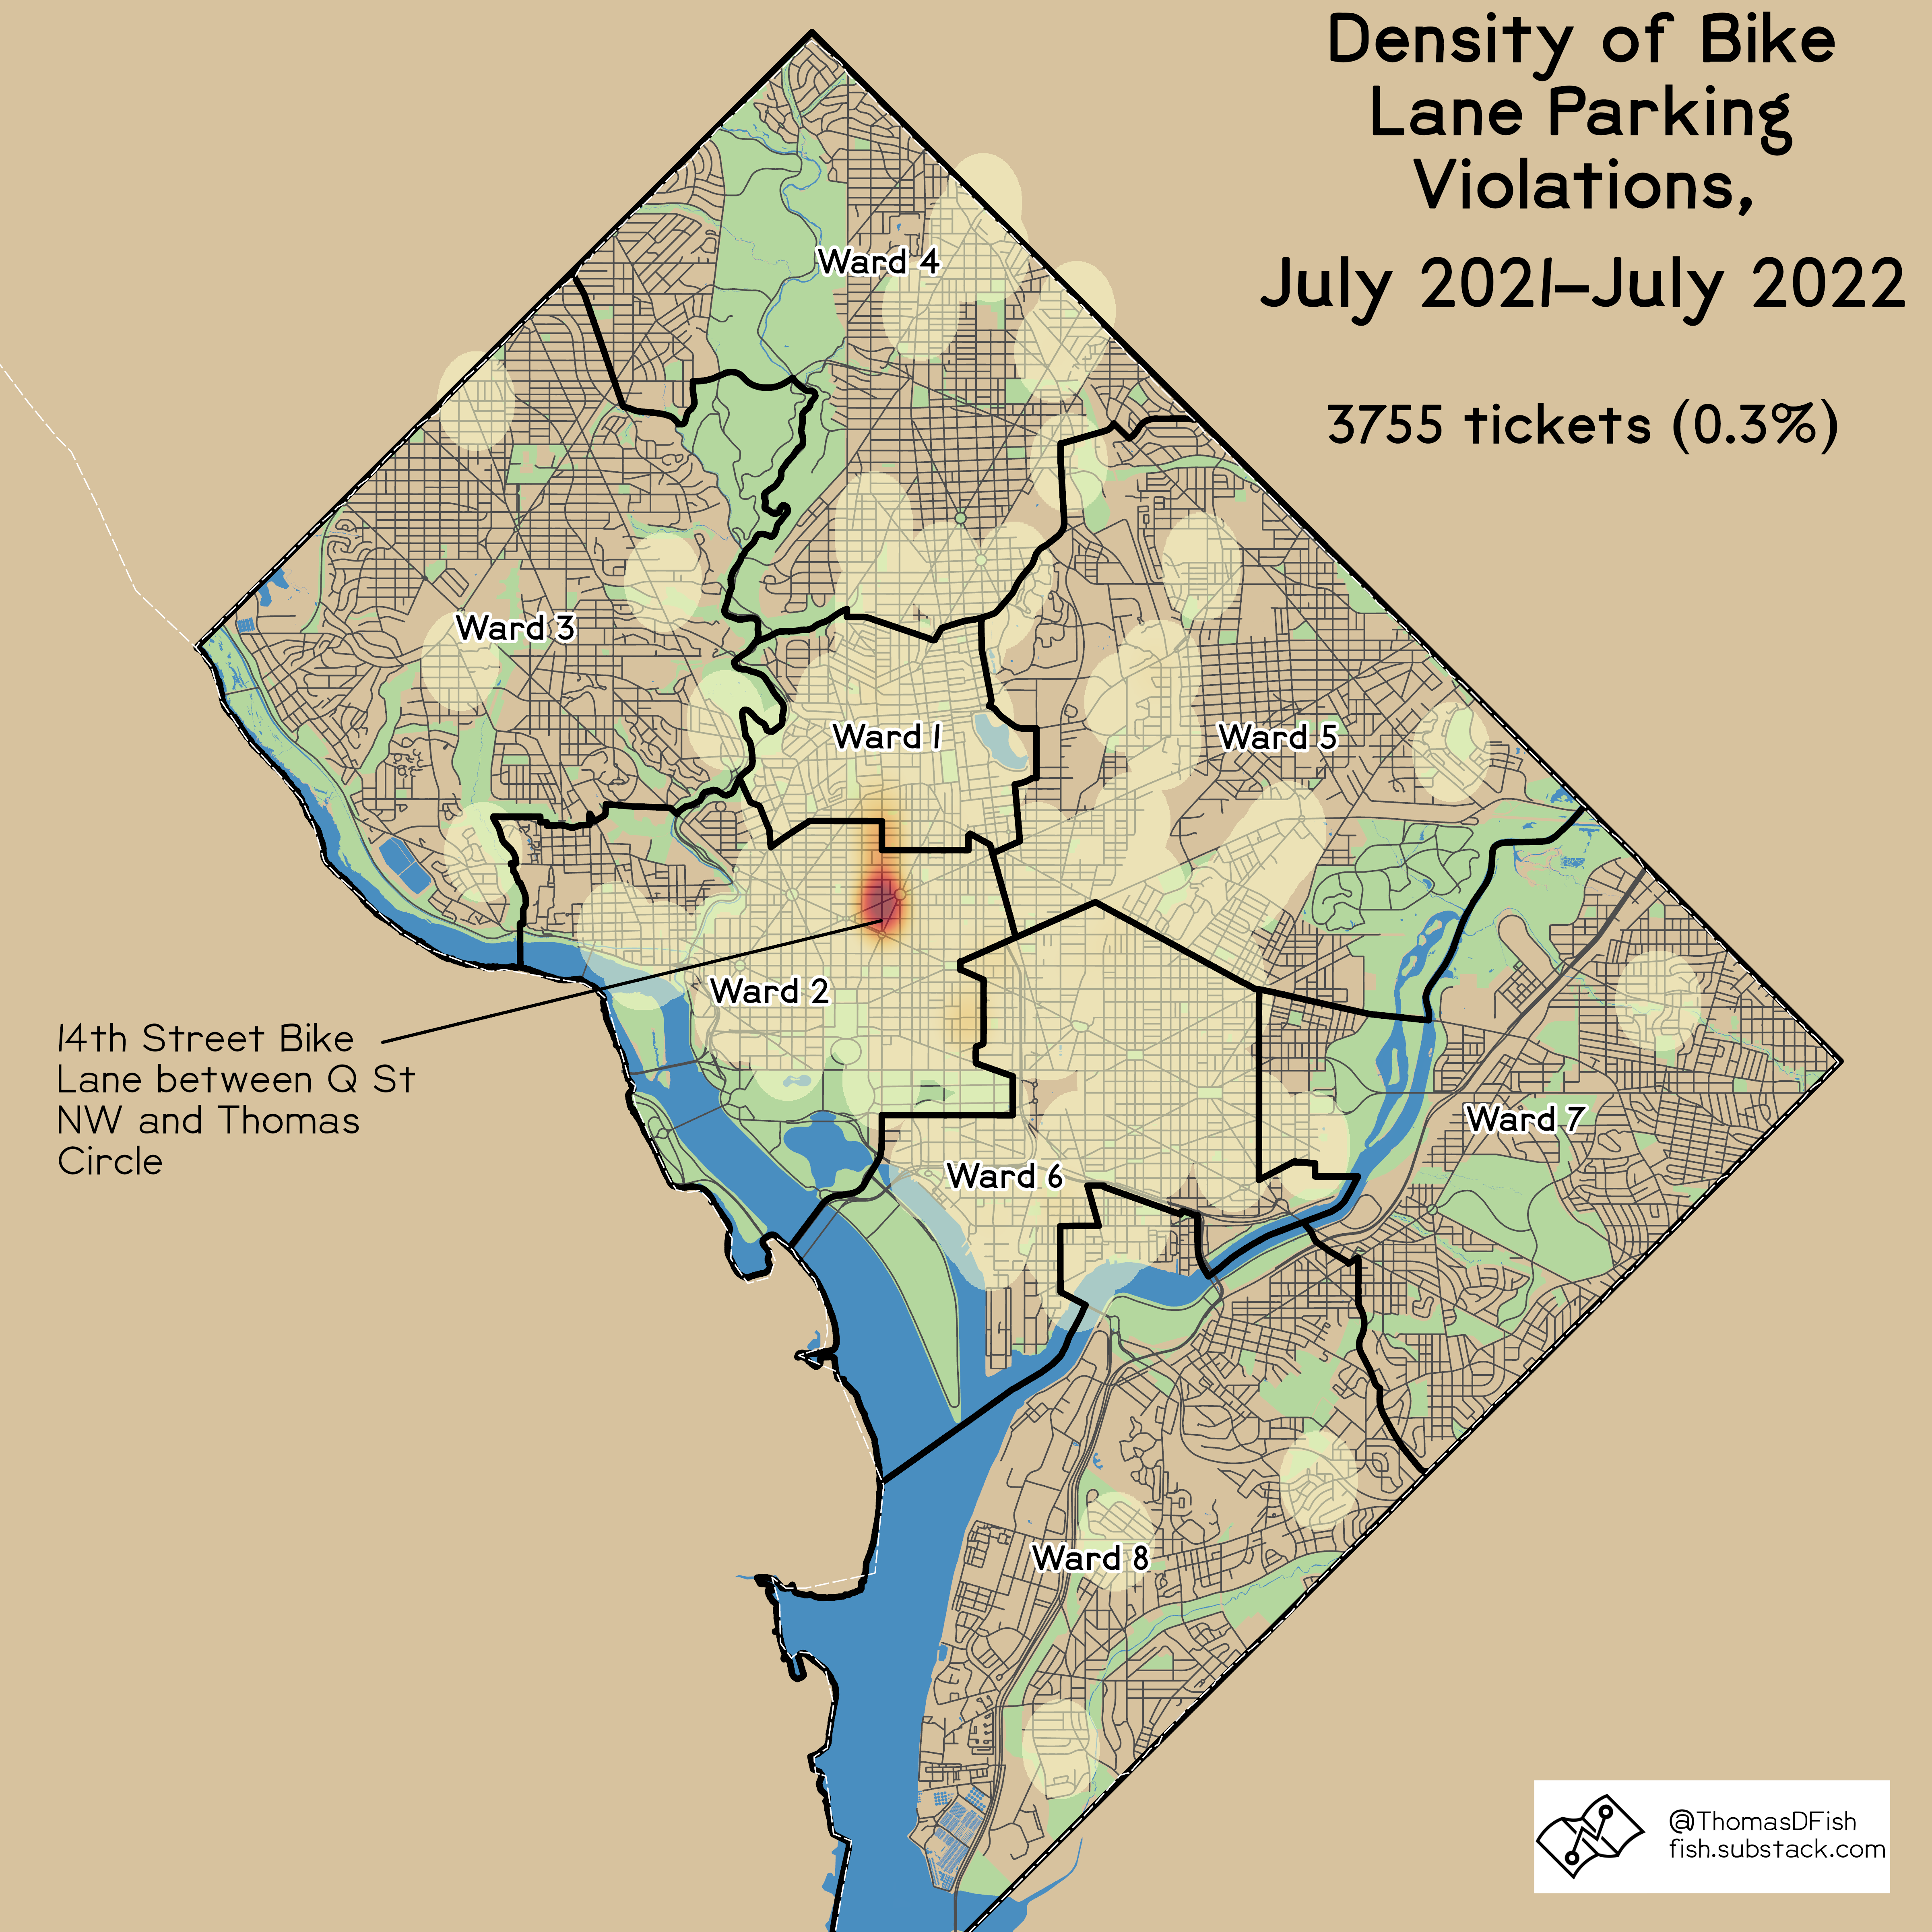 Density of Bike
Lane Parking
Violations,
July 2021–July 2022
3755 tickets (0.3%)
Ward 4
Ward 3
Ward 1
Ward 5
Ward 2
14th Street Bike
Lane between Q St
NW and Thomas
Circle
Ward 7
Ward 6
Ward 8
@ThomasDFish
fish.substack.com